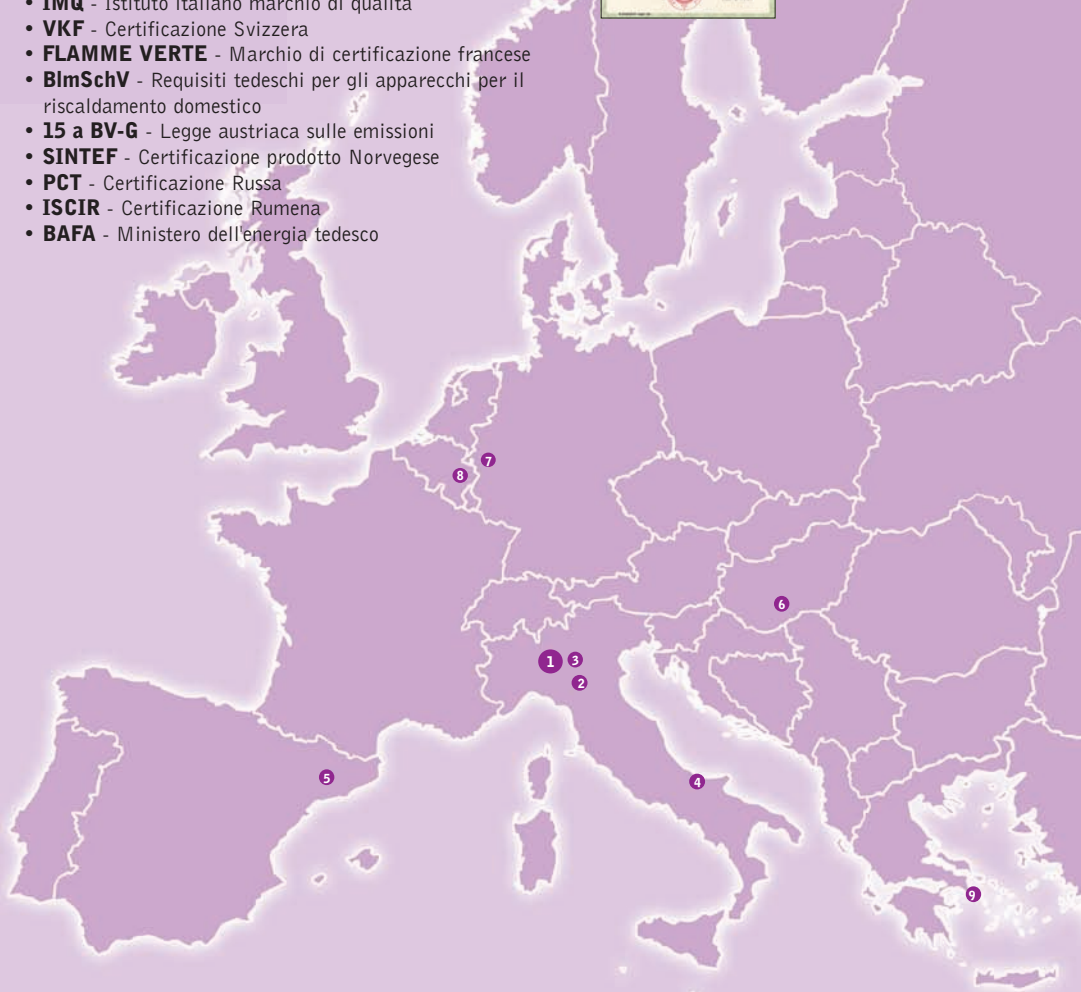 • IMQ - Istituto italiano marchio di qualità
• VKF - Certificazione Svizzera
• FLAMME VERTE - Marchio di certificazione francese
• BlmSchV - Requisiti tedeschi per gli apparecchi per il
riscaldamento domestico
• 15 a BV-G - Legge austriaca sulle emissioni
• SINTEF - Certificazione prodotto Norvegese
• PCT - Certificazione Russa
• ISCIR - Certificazione Rumena
• BAFA - Ministero dell'energia tedesco
7
8
6
1 3
2
5
4
9